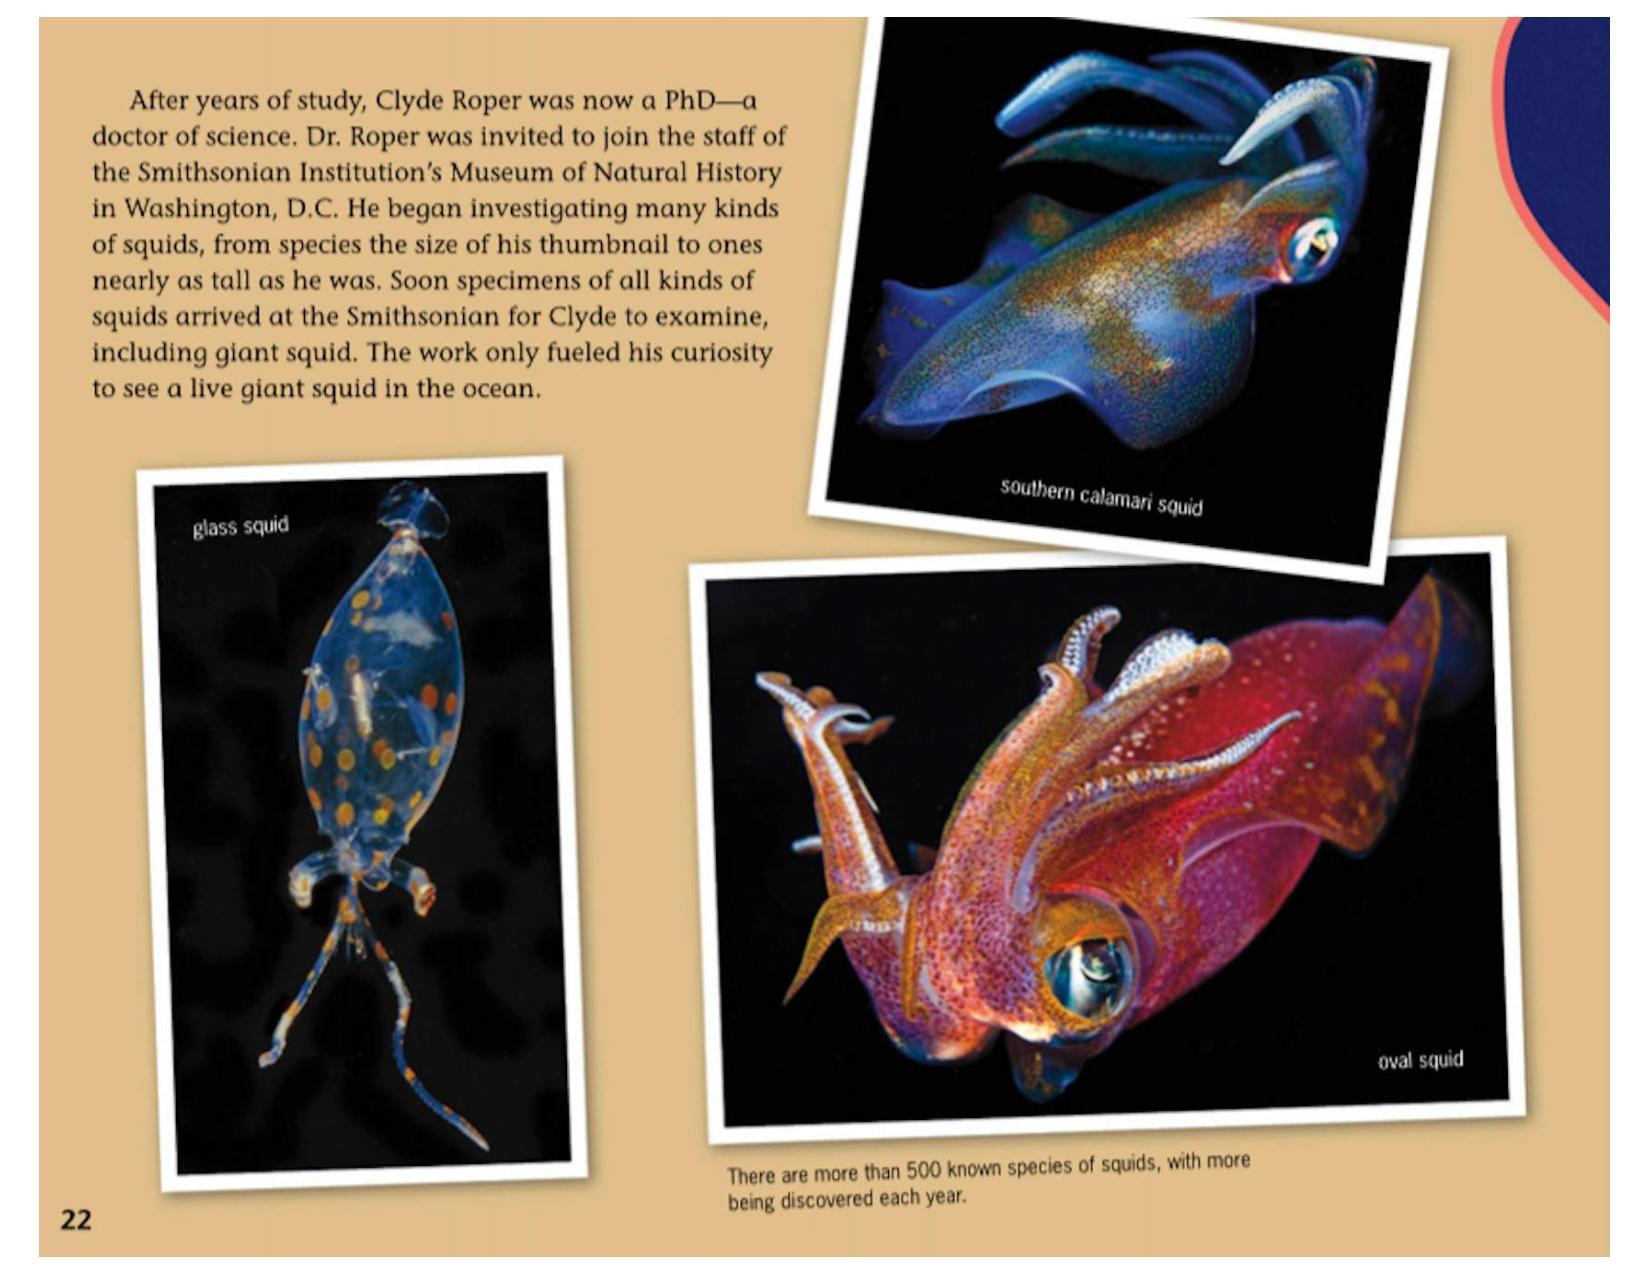 After years of study, Clyde Roper was now a PhD—a
doctor of science. Dr. Roper was invited to join the staff of
the Smithsonian Institution's Museum of Natural History
in Washington, D.C. He began investigating many kinds
of squids, from species the size of his thumbnail to ones
nearly as tall as he was. Soon specimens of all kinds of
squids arrived at the Smithsonian for Clyde to examine,
including giant squid. The work only fueled his curiosity
to see a live giant squid in the ocean.
southern calamari squid
glass squid
oval squid
There are more than 500 known species of squids, with more
being discovered each year.
22